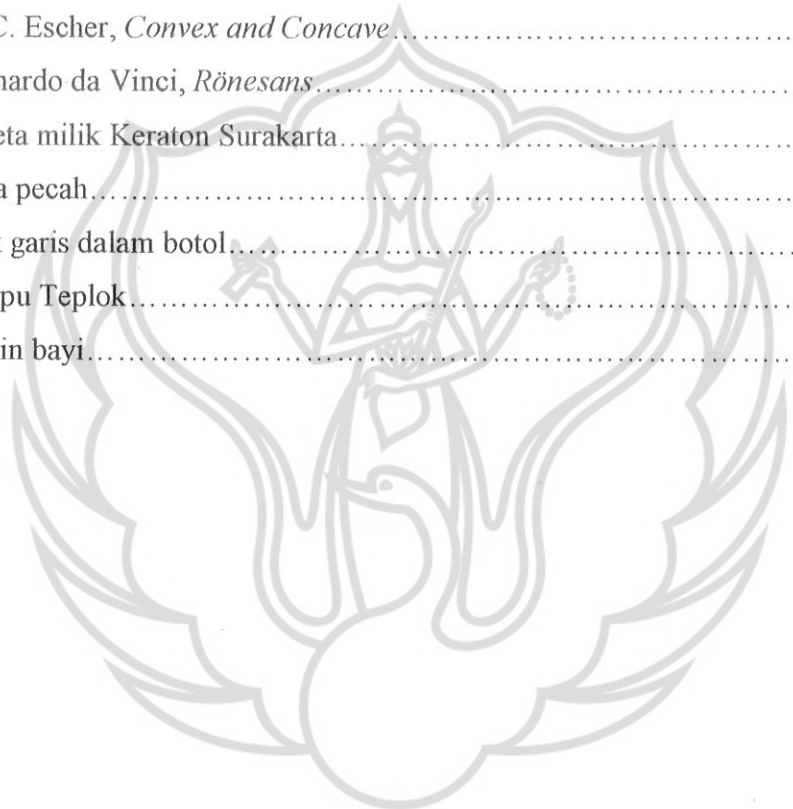 C. Escher, Convex and Concave
nardo da Vinci, Rönesans
eta milik Keraton Surakarta
a pecah
garis dalam botol
pu Teplok
in bayi